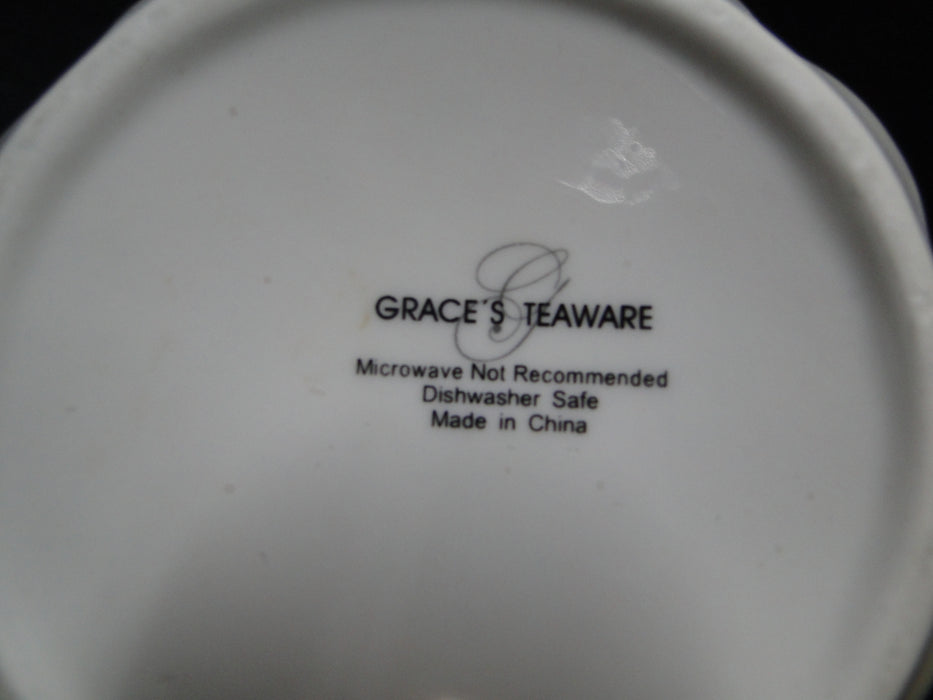 G
GRACE'S TEAWARE
Microwave Not Recommended
Dishwasher Safe
Made in China